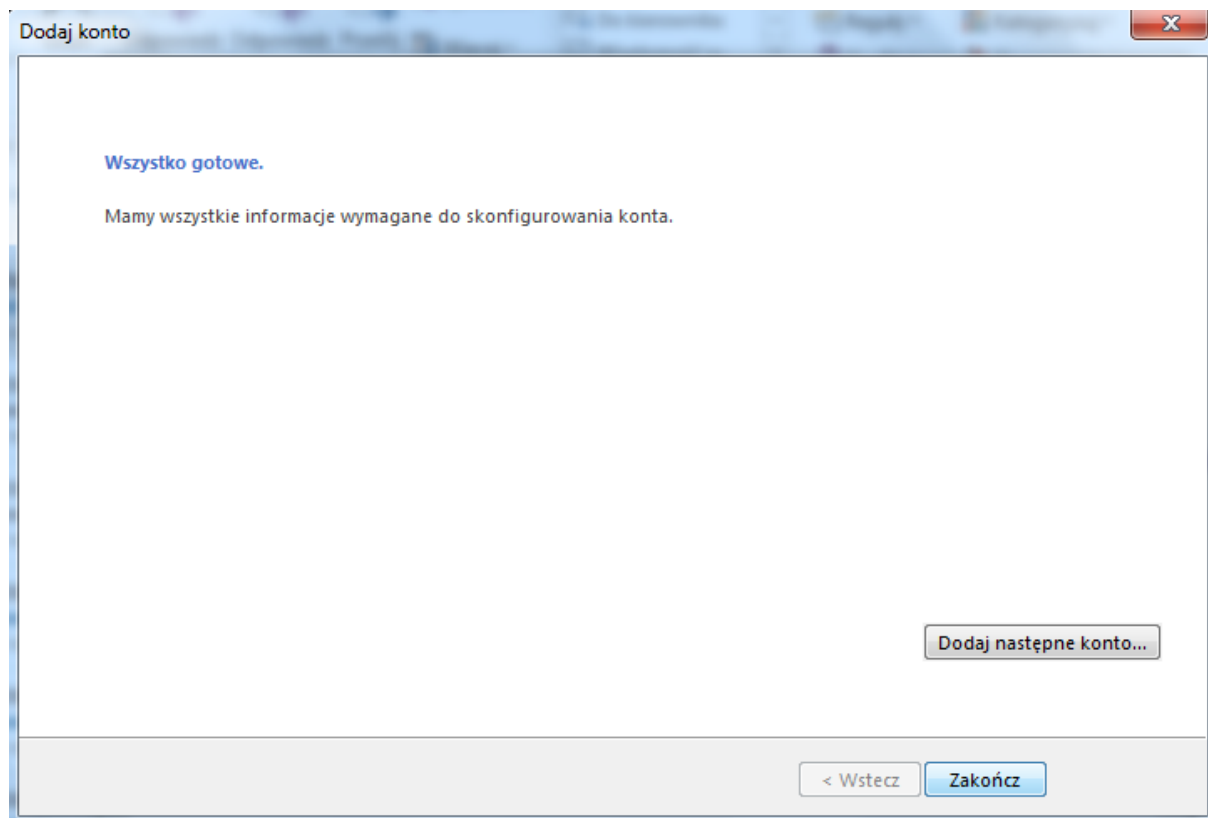 Dodaj konto
Wszystko gotowe.
Mamy wszystkie informacje wymagane do skonfigurowania konta.
Dodaj następne konto...
< Wstecz
Zakończ